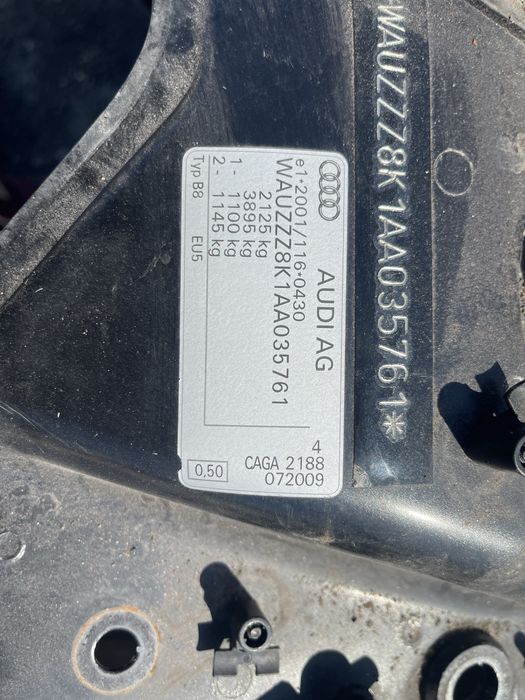 *WAUZZZ8K1AA035761*
AUDI AG
e1*2001/116*0430
WAUZZZ8K1AA035761
2125 kg
3895 kg
1- 1100 kg
2- 1145 kg
Typ B8 EU5
4
CAGA 2188
072009
0,50